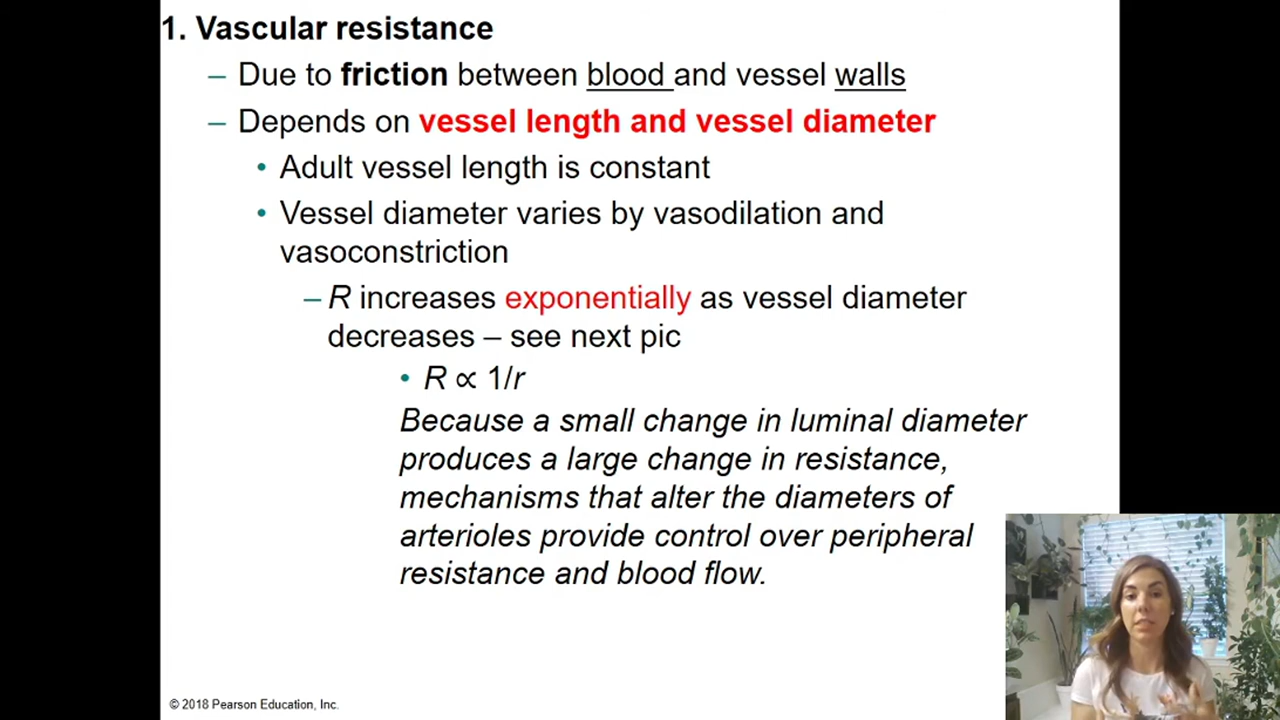 1. Vascular resistance
– Due to friction between blood and vessel walls
– Depends on vessel length and vessel diameter
• Adult vessel length is constant
• Vessel diameter varies by vasodilation and
vasoconstriction
– R increases exponentially as vessel diameter
decreases – see next pic
• R ∝ 1/r
Because a small change in luminal diameter
produces a large change in resistance,
mechanisms that alter the diameters of
arterioles provide control over peripheral
resistance and blood flow.
© 2018 Pearson Education, Inc.